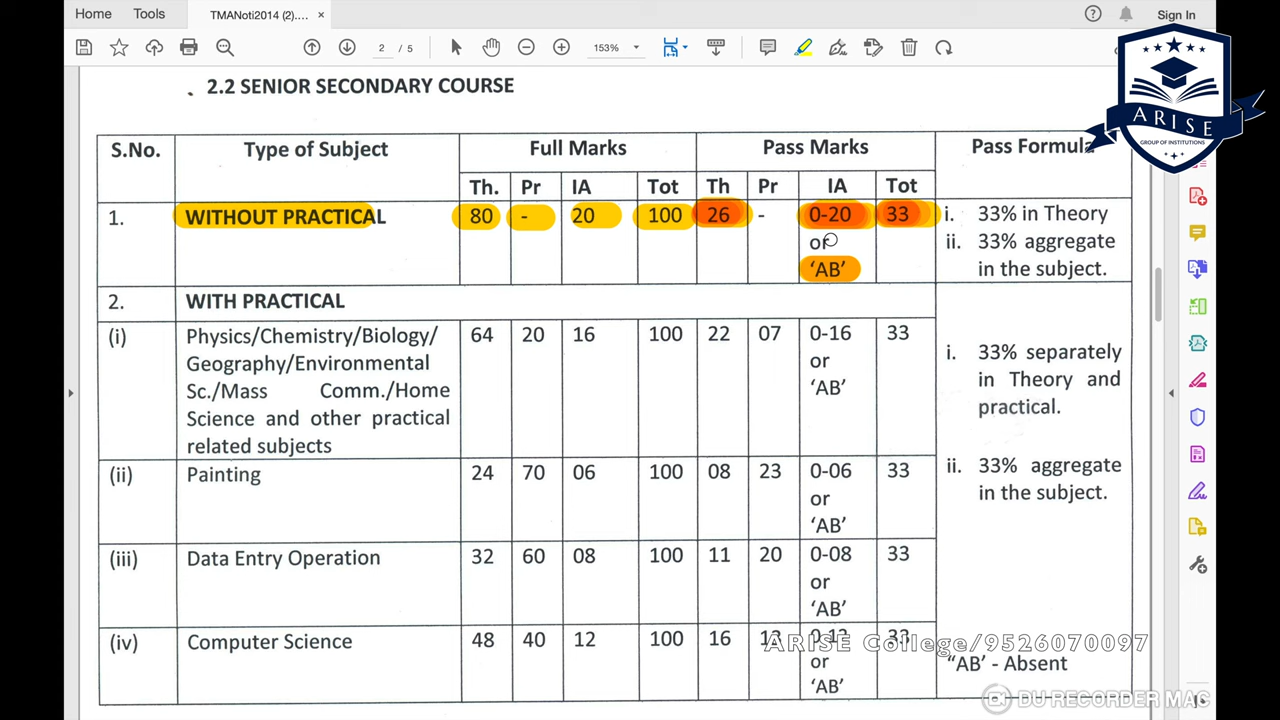 Home Tools TMANoti2014 (2).... × Sign In
2 / 5 153%
ARISE
GROUP OF INSTITUTIONS
2.2 SENIOR SECONDARY COURSE
S.No. Type of Subject Full Marks Pass Marks Pass Formula
Th. Pr IA Tot Th Pr IA Tot
1. WITHOUT PRACTICAL 80 - 20 100 26 - 0-20 33 i. 33% in Theory
or ii. 33% aggregate
'AB' in the subject.
2. WITH PRACTICAL
(i) Physics/Chemistry/Biology/ 64 20 16 100 22 07 0-16 33
i. 33% separately
Geography/Environmental or
in Theory and
Sc./Mass Comm./Home 'AB'
practical.
Science and other practical
related subjects
(ii) Painting 24 70 06 100 08 23 0-06 33 ii. 33% aggregate
or in the subject.
'AB'
(iii) Data Entry Operation 32 60 08 100 11 20 0-08 33
or
'AB'
(iv) Computer Science 48 40 12 100 16 13 0-12 33
ARISE College/9526070097
or "AB' - Absent
'AB'
DU RECORDER MAC